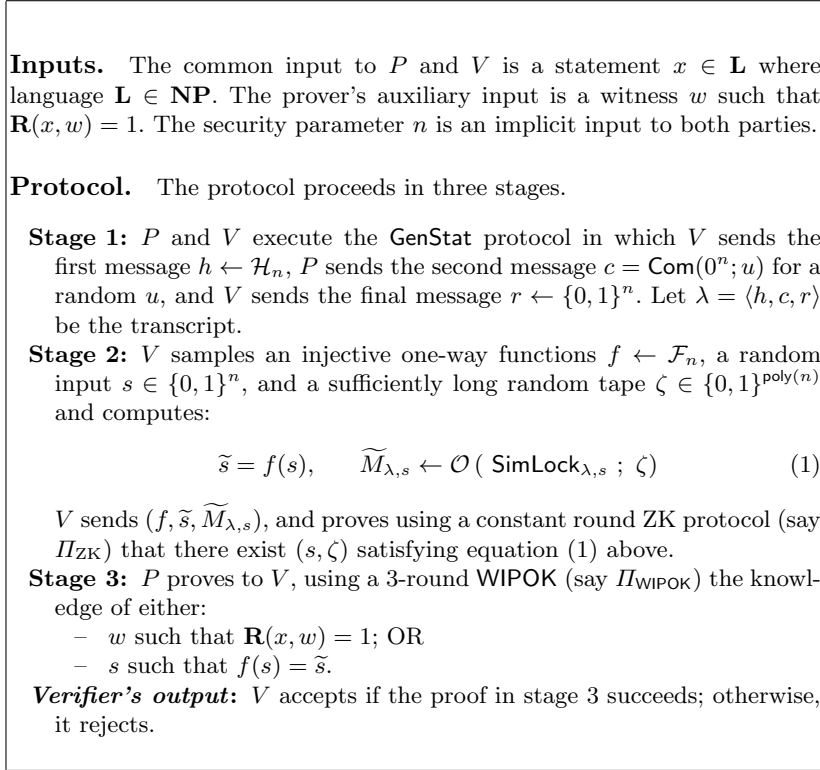 Inputs. The common input to P and V is a statement x ∈ L where
language L ∈ NP. The prover's auxiliary input is a witness w such that
R(x, w) = 1. The security parameter n is an implicit input to both parties.
Protocol. The protocol proceeds in three stages.
Stage 1: P and V execute the GenStat protocol in which V sends the
first message h ← ℋₙ, P sends the second message c = Com(0ⁿ; u) for a
random u, and V sends the final message r ← {0, 1}ⁿ. Let λ = ⟨h, c, r⟩
be the transcript.
Stage 2: V samples an injective one-way functions f ← ℱₙ, a random
input s ∈ {0, 1}ⁿ, and a sufficiently long random tape ζ ∈ {0, 1}^poly(n)
and computes:
s̃ = f(s), M̃_λ,s ← 𝒪 ( SimLock_λ,s ; ζ) (1)
V sends (f, s̃, M̃_λ,s), and proves using a constant round ZK protocol (say
Π_ZK) that there exist (s, ζ) satisfying equation (1) above.
Stage 3: P proves to V, using a 3-round WIPOK (say Π_WIPOK) the knowl-
edge of either:
– w such that R(x, w) = 1; OR
– s such that f(s) = s̃.
Verifier's output: V accepts if the proof in stage 3 succeeds; otherwise,
it rejects.